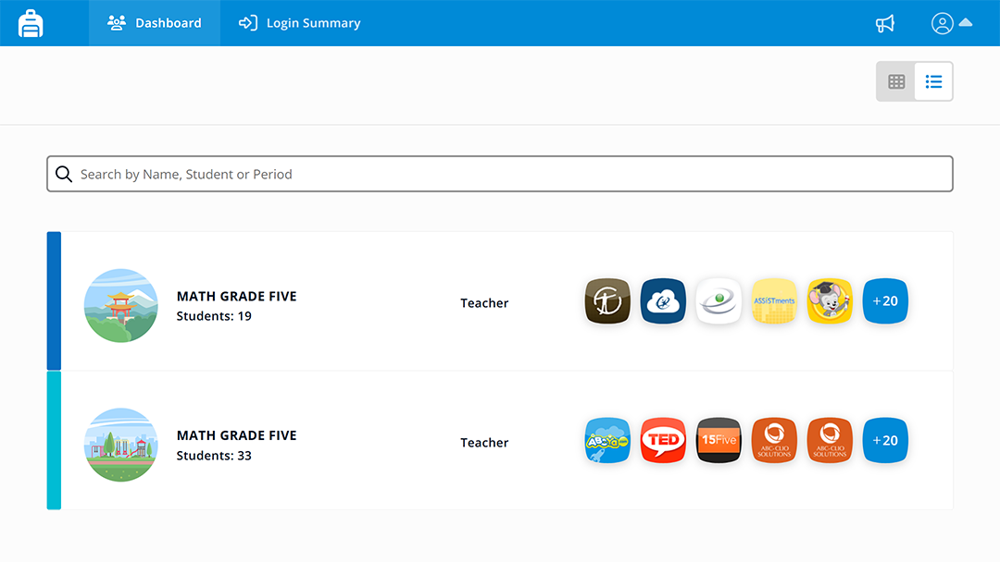 Dashboard
Login Summary
Search by Name, Student or Period
MATH GRADE FIVE
Students: 19
Teacher
ASSISTments
+20
MATH GRADE FIVE
Students: 33
Teacher
ABCya
TED
15Five
ABC-CLIO
SOLUTIONS
ABC-CLIO
SOLUTIONS
+20